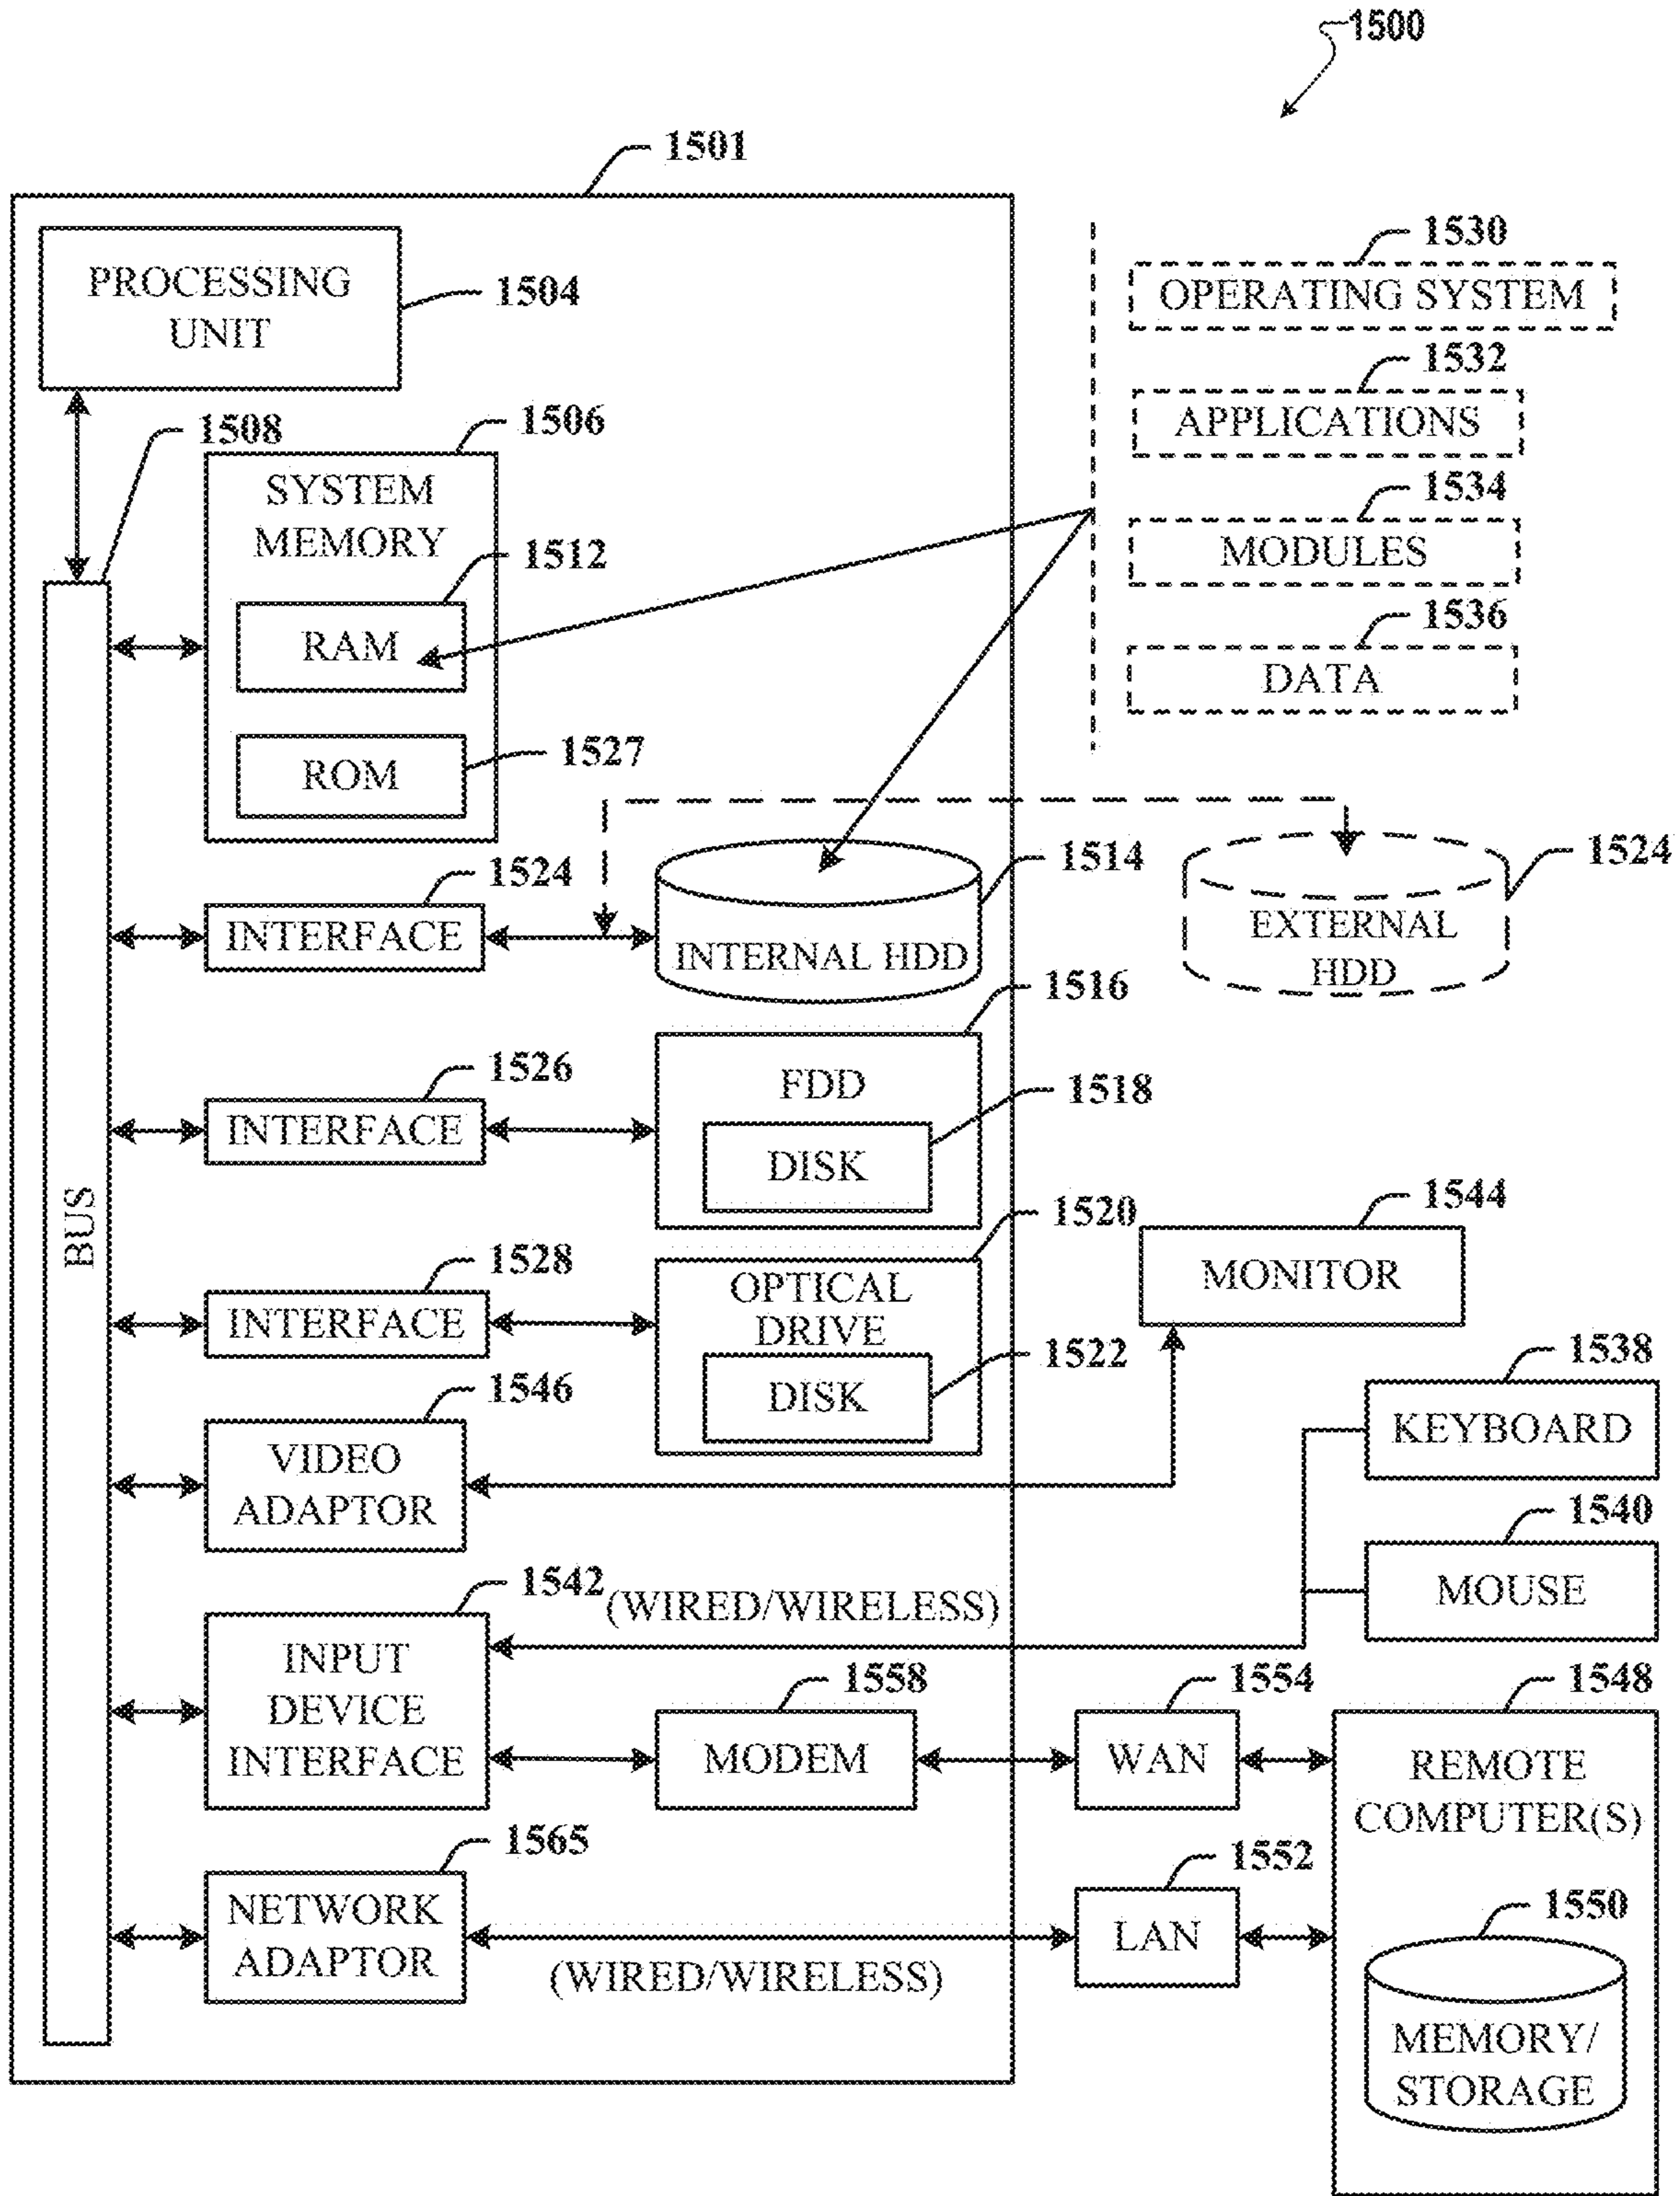 1500
1501
PROCESSING
UNIT
1504
1530
OPERATING SYSTEM
1532
APPLICATIONS
1534
MODULES
1536
DATA
1508
1506
SYSTEM
MEMORY
1512
RAM
1527
ROM
1524
INTERFACE
1514
INTERNAL HDD
1524
EXTERNAL
HDD
1516
FDD
1518
DISK
1526
INTERFACE
BUS
1520
OPTICAL
DRIVE
1522
DISK
1528
INTERFACE
1544
MONITOR
1546
VIDEO
ADAPTOR
1538
KEYBOARD
1540
MOUSE
1542
(WIRED/WIRELESS)
INPUT
DEVICE
INTERFACE
1558
MODEM
1554
WAN
1548
REMOTE
COMPUTER(S)
1565
NETWORK
ADAPTOR
(WIRED/WIRELESS)
1552
LAN
1550
MEMORY/
STORAGE